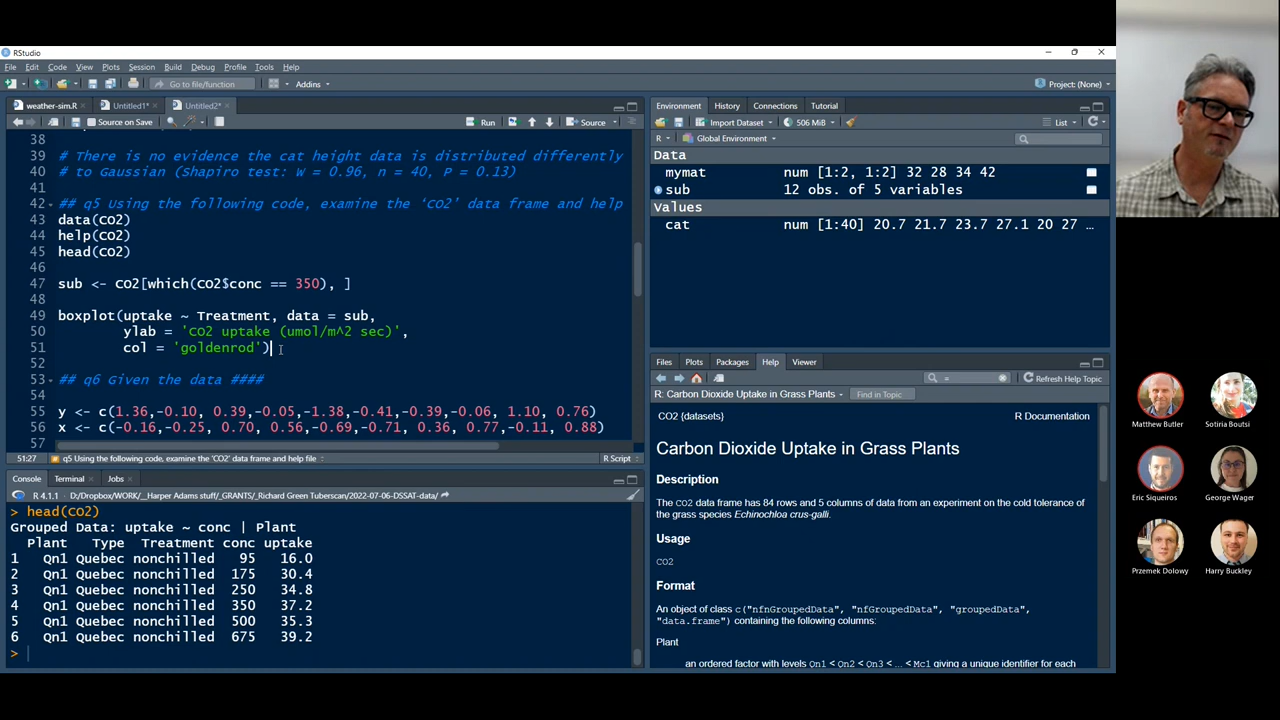 RStudio
File Edit Code View Plots Session Build Debug Profile Tools Help
Go to file/function Addins Project: (None)
weather-sim.R Untitled1* Untitled2*
Source on Save Run Source
38
39 # There is no evidence the cat height data is distributed differently
40 # to Gaussian (Shapiro test: W = 0.96, n = 40, P = 0.13)
41
42 ## q5 Using the following code, examine the ‘CO2’ data frame and help
43 data(CO2)
44 help(CO2)
45 head(CO2)
46
47 sub <- CO2[which(CO2$conc == 350), ]
48
49 boxplot(uptake ~ Treatment, data = sub,
50 ylab = 'CO2 uptake (umol/m^2 sec)',
51 col = 'goldenrod')
52
53 ## q6 Given the data ####
54
55 y <- c(1.36,-0.10, 0.39,-0.05,-1.38,-0.41,-0.39,-0.06, 1.10, 0.76)
56 x <- c(-0.16,-0.25, 0.70, 0.56,-0.69,-0.71, 0.36, 0.77,-0.11, 0.88)
57
51:27 q5 Using the following code, examine the 'CO2' data frame and help file R Script
Console Terminal Jobs
R 4.1.1 · D:/Dropbox/WORK/_Harper Adams stuff/_GRANTS/_Richard Green Tuberscan/2022-07-06-DSSAT-data/
> head(CO2)
Grouped Data: uptake ~ conc | Plant
Plant Type Treatment conc uptake
1 Qn1 Quebec nonchilled 95 16.0
2 Qn1 Quebec nonchilled 175 30.4
3 Qn1 Quebec nonchilled 250 34.8
4 Qn1 Quebec nonchilled 350 37.2
5 Qn1 Quebec nonchilled 500 35.3
6 Qn1 Quebec nonchilled 675 39.2
>
Environment History Connections Tutorial
Import Dataset 506 MiB List
R Global Environment
Data
mymat num [1:2, 1:2] 32 28 34 42
sub 12 obs. of 5 variables
Values
cat num [1:40] 20.7 21.7 23.7 27.1 20 27 ...
Files Plots Packages Help Viewer
= Refresh Help Topic
R: Carbon Dioxide Uptake in Grass Plants Find in Topic
CO2 {datasets} R Documentation
Carbon Dioxide Uptake in Grass Plants
Description
The CO2 data frame has 84 rows and 5 columns of data from an experiment on the cold tolerance of
the grass species Echinochloa crus-galli.
Usage
CO2
Format
An object of class c("nfnGroupedData", "nfGroupedData", "groupedData",
"data.frame") containing the following columns:
Plant
an ordered factor with levels Qn1 < Qn2 < Qn3 < ... < Mc1 giving a unique identifier for each
Matthew Butler Sotiria Boutsi
Eric Siqueiros George Wager
Przemek Dolowy Harry Buckley